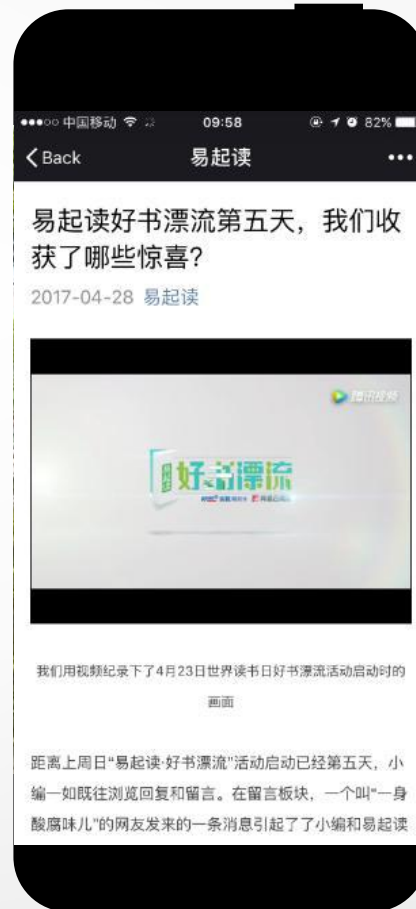 ●●●○○ 中国移动 09:58 82%
Back 易起读 •••
易起读好书漂流第五天，我们收
获了哪些惊喜？
2017-04-28 易起读
腾讯视频
易起读 好书漂流
我们用视频纪录下了4月23日世界读书日好书漂流活动启动时的
画面
距离上周日“易起读·好书漂流”活动启动已经第五天，小
编一如既往浏览回复和留言。在留言板块，一个叫“一身
酸腐味儿”的网友发来的一条消息引起了了小编和易起读